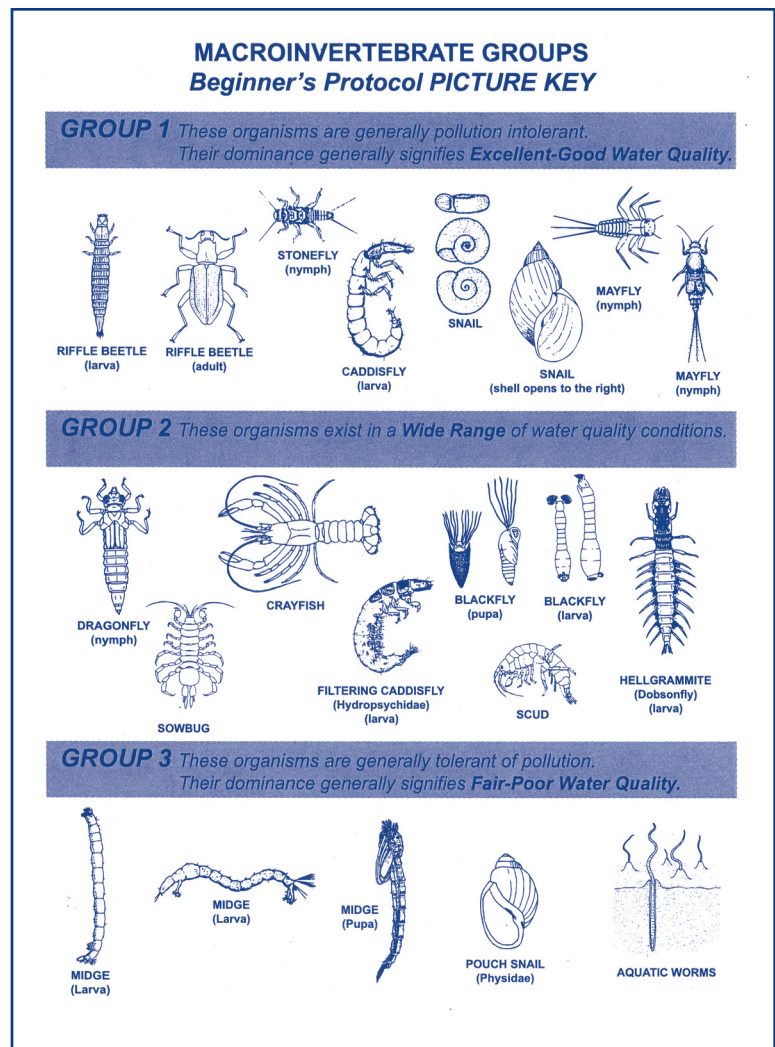 MACROINVERTEBRATE GROUPS
Beginner's Protocol PICTURE KEY
GROUP 1 These organisms are generally pollution intolerant.
Their dominance generally signifies Excellent-Good Water Quality.
RIFFLE BEETLE
(larva)
RIFFLE BEETLE
(adult)
STONEFLY
(nymph)
CADDISFLY
(larva)
SNAIL
SNAIL
(shell opens to the right)
MAYFLY
(nymph)
MAYFLY
(nymph)
GROUP 2 These organisms exist in a Wide Range of water quality conditions.
DRAGONFLY
(nymph)
SOWBUG
CRAYFISH
FILTERING CADDISFLY
(Hydropsychidae)
(larva)
BLACKFLY
(pupa)
BLACKFLY
(larva)
SCUD
HELLGRAMMITE
(Dobsonfly)
(larva)
GROUP 3 These organisms are generally tolerant of pollution.
Their dominance generally signifies Fair-Poor Water Quality.
MIDGE
(Larva)
MIDGE
(Larva)
MIDGE
(Pupa)
POUCH SNAIL
(Physidae)
AQUATIC WORMS